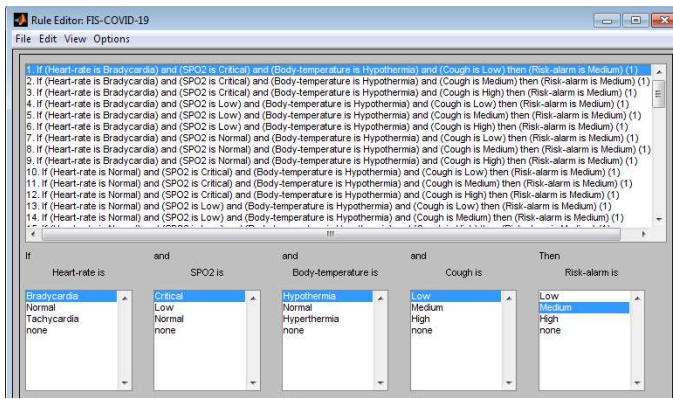 Rule Editor: FIS-COVID-19
File Edit View Options
1. If (Heart-rate is Bradycardia) and (SPO2 is Critical) and (Body-temperature is Hypothermia) and (Cough is Low) then (Risk-alarm is Medium) (1)
2. If (Heart-rate is Bradycardia) and (SPO2 is Critical) and (Body-temperature is Hypothermia) and (Cough is Medium) then (Risk-alarm is Medium) (1)
3. If (Heart-rate is Bradycardia) and (SPO2 is Critical) and (Body-temperature is Hypothermia) and (Cough is High) then (Risk-alarm is Medium) (1)
4. If (Heart-rate is Bradycardia) and (SPO2 is Low) and (Body-temperature is Hypothermia) and (Cough is Low) then (Risk-alarm is Medium) (1)
5. If (Heart-rate is Bradycardia) and (SPO2 is Low) and (Body-temperature is Hypothermia) and (Cough is Medium) then (Risk-alarm is Medium) (1)
6. If (Heart-rate is Bradycardia) and (SPO2 is Low) and (Body-temperature is Hypothermia) and (Cough is High) then (Risk-alarm is Medium) (1)
7. If (Heart-rate is Bradycardia) and (SPO2 is Normal) and (Body-temperature is Hypothermia) and (Cough is Low) then (Risk-alarm is Medium) (1)
8. If (Heart-rate is Bradycardia) and (SPO2 is Normal) and (Body-temperature is Hypothermia) and (Cough is Medium) then (Risk-alarm is Medium) (1)
9. If (Heart-rate is Bradycardia) and (SPO2 is Normal) and (Body-temperature is Hypothermia) and (Cough is High) then (Risk-alarm is Medium) (1)
10. If (Heart-rate is Normal) and (SPO2 is Critical) and (Body-temperature is Hypothermia) and (Cough is Low) then (Risk-alarm is Medium) (1)
11. If (Heart-rate is Normal) and (SPO2 is Critical) and (Body-temperature is Hypothermia) and (Cough is Medium) then (Risk-alarm is Medium) (1)
12. If (Heart-rate is Normal) and (SPO2 is Critical) and (Body-temperature is Hypothermia) and (Cough is High) then (Risk-alarm is Medium) (1)
13. If (Heart-rate is Normal) and (SPO2 is Low) and (Body-temperature is Hypothermia) and (Cough is Low) then (Risk-alarm is Medium) (1)
14. If (Heart-rate is Normal) and (SPO2 is Low) and (Body-temperature is Hypothermia) and (Cough is Medium) then (Risk-alarm is Medium) (1)
If and and and Then
Heart-rate is SPO2 is Body-temperature is Cough is Risk-alarm is
Bradycardia Critical Hypothermia Low Low
Normal Low Normal Medium Medium
Tachycardia Normal Hyperthermia High High
none none none none none